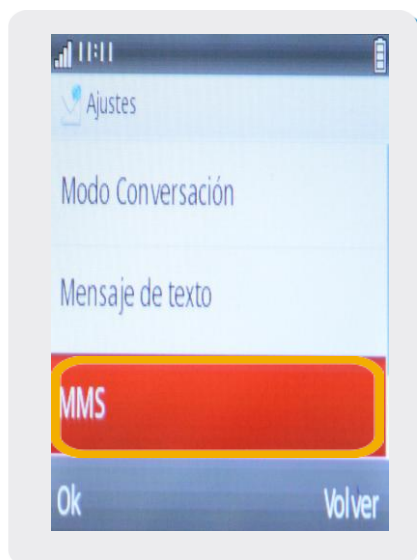 11:11
Ajustes
Modo Conversación
Mensaje de texto
MMS
Ok Volver